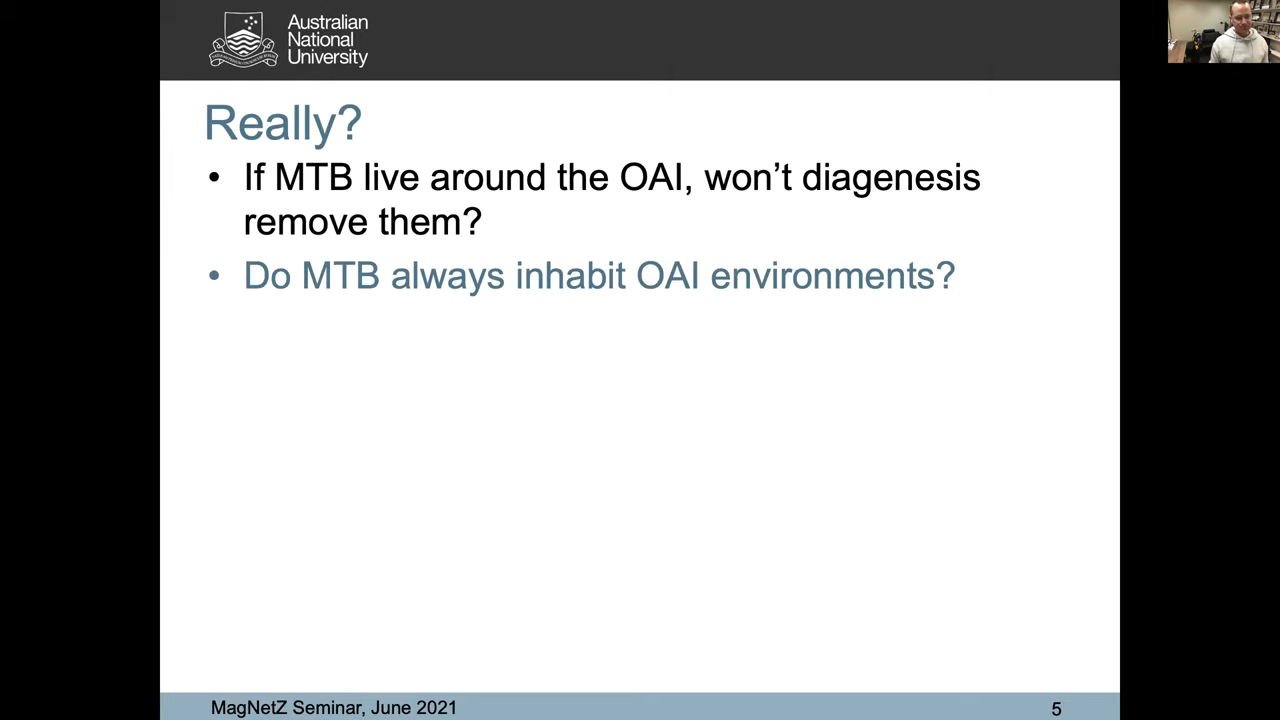 Australian
National
University
Really?
• If MTB live around the OAI, won’t diagenesis
remove them?
• Do MTB always inhabit OAI environments?
MagNetZ Seminar, June 2021
5